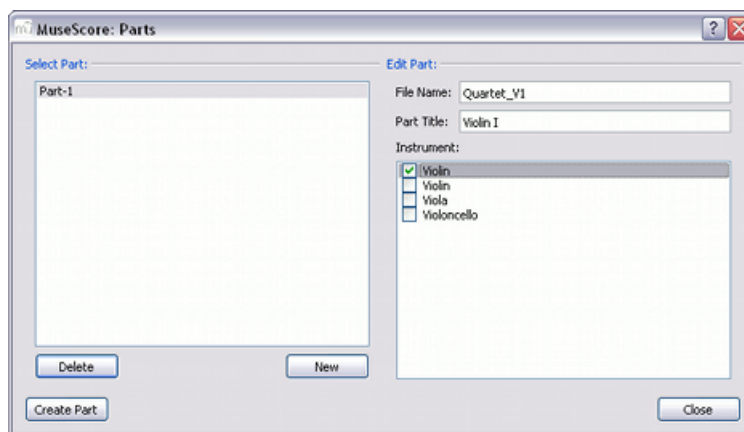 MuseScore: Parts
Select Part:
Part-1
Delete
New
Create Part
Edit Part:
File Name: Quartet_V1
Part Title: Violin I
Instrument:
Violin
Violin
Viola
Violoncello
Close